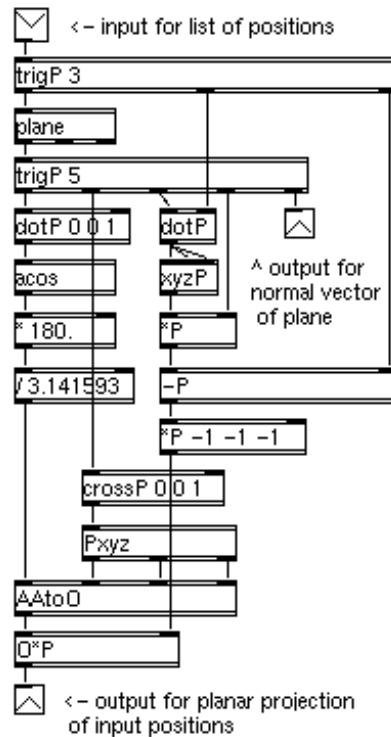 <- input for list of positions
trigP 3
plane
trigP 5
dotP 0 0 1
dotP
acos
xyzP
^ output for
normal vector
of plane
* 180.
*P
/ 3.141593
-P
*P -1 -1 -1
crossP 0 0 1
Pxyz
AAtoO
O*P
<- output for planar projection
of input positions